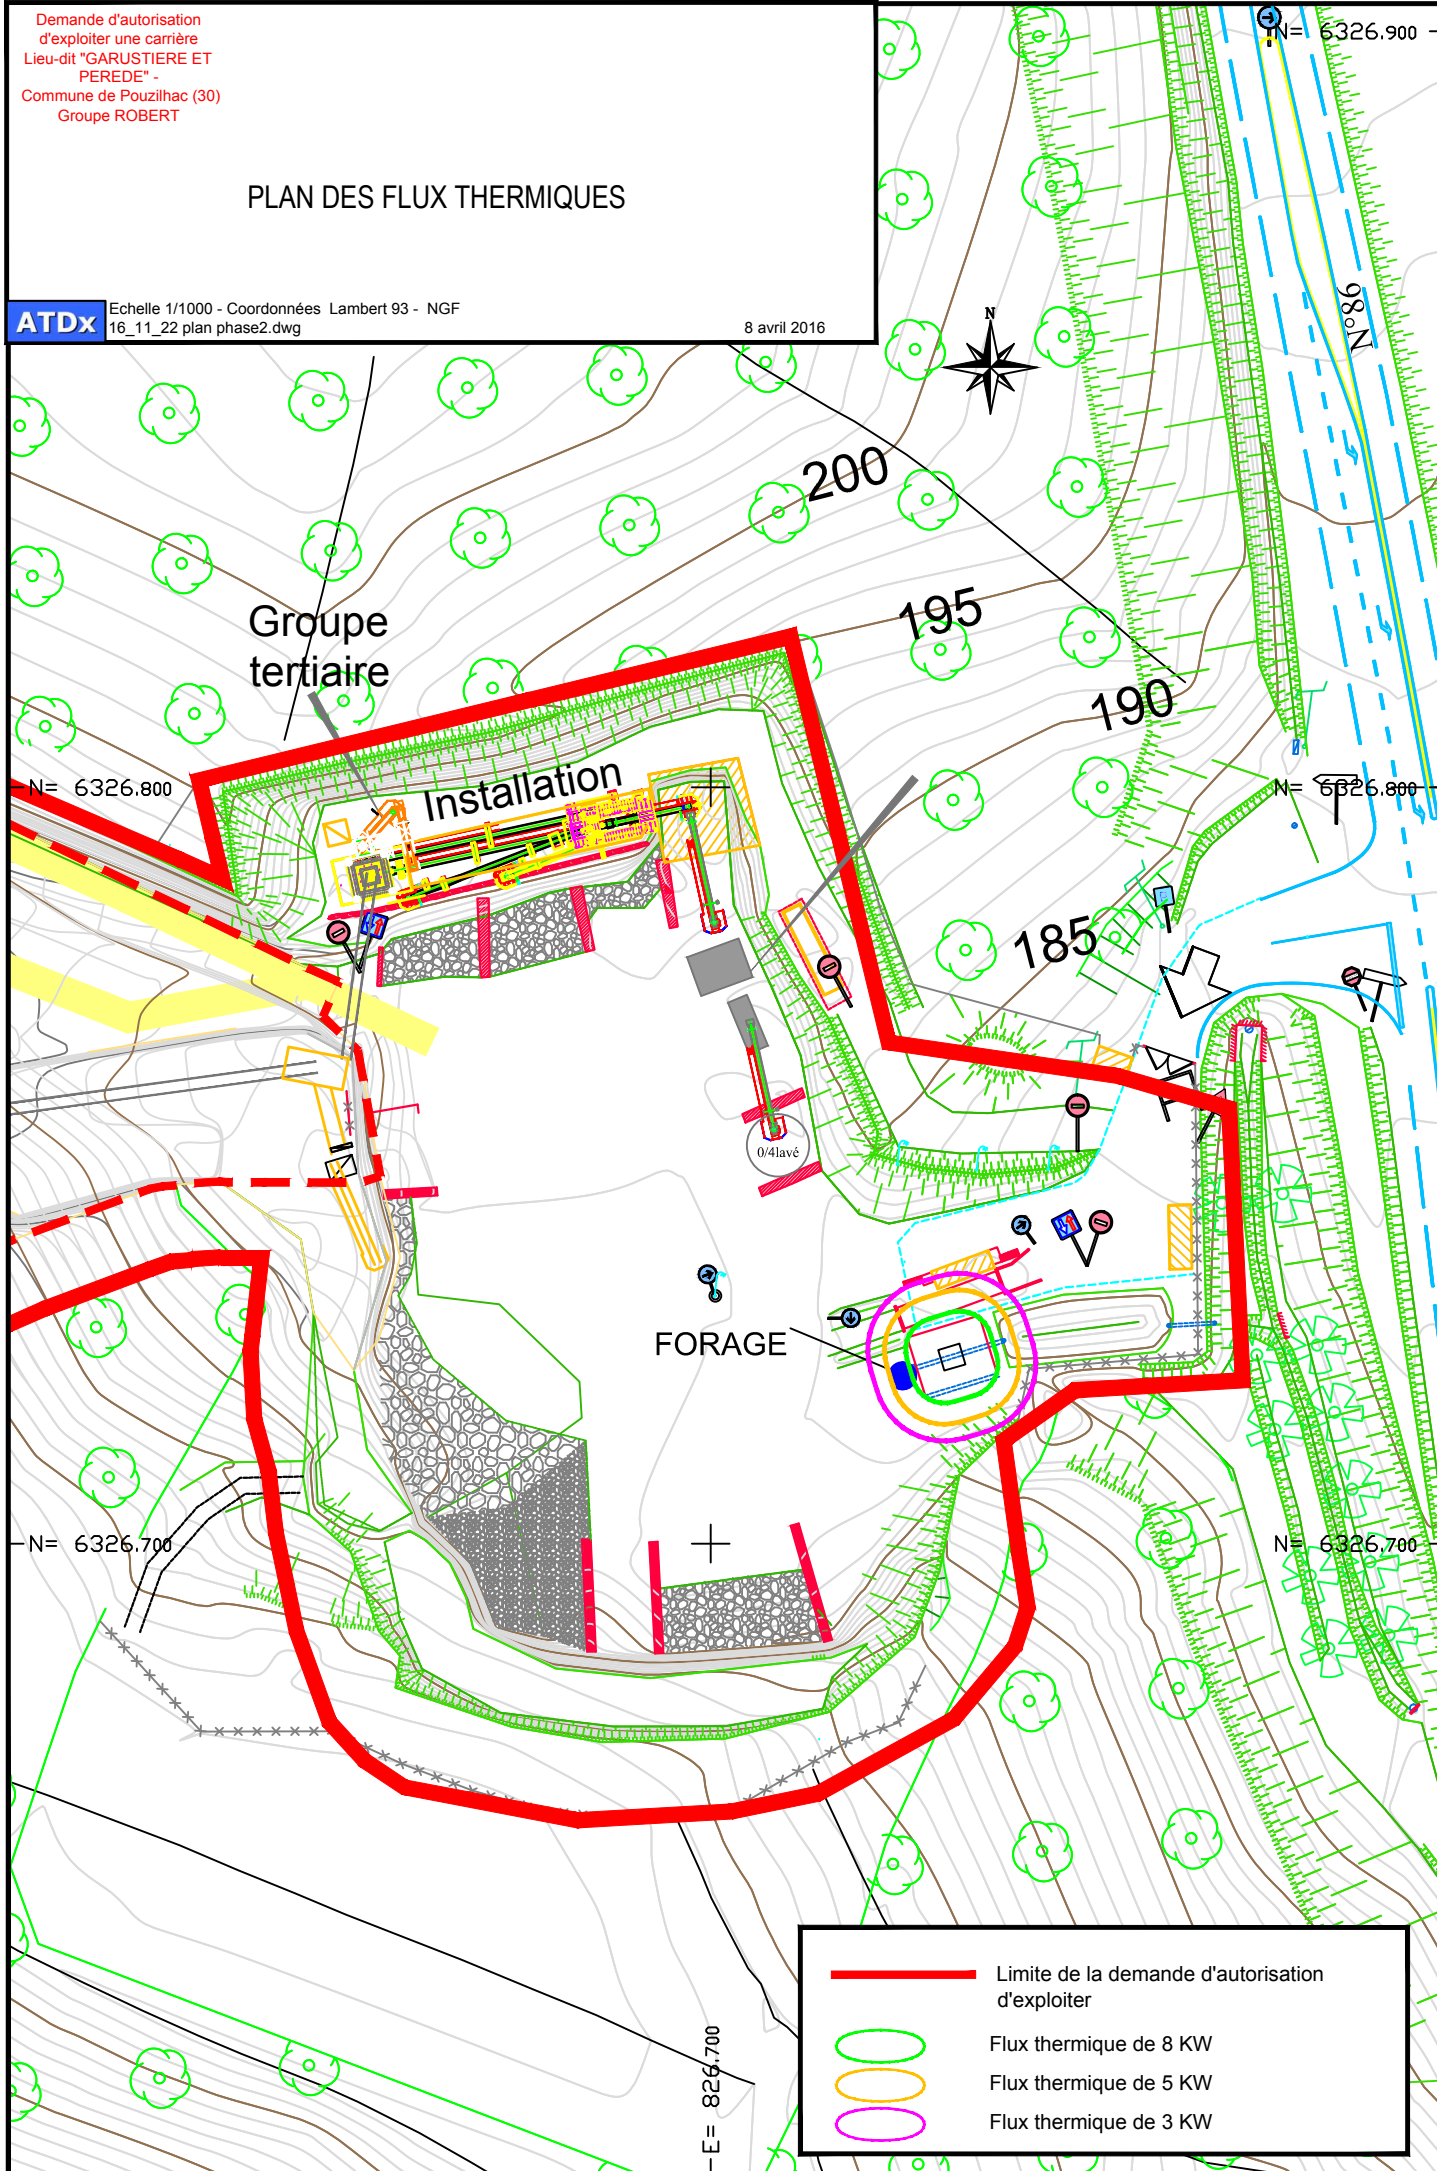 Demande d'autorisation
d'exploiter une carrière
Lieu-dit "GARUSTIERE ET
PEREDE" -
Commune de Pouzilhac (30)
Groupe ROBERT
PLAN DES FLUX THERMIQUES
ATDx
Echelle 1/1000 - Coordonnées Lambert 93 - NGF
16_11_22 plan phase2.dwg
8 avril 2016
N= 6326.900
N°86
N
200
195
190
185
Groupe
tertiaire
Installation
N= 6326.800
N= 6326.800
0/4lavé
FORAGE
N= 6326.700
N= 6326.700
E= 826.700
Limite de la demande d'autorisation
d'exploiter
Flux thermique de 8 KW
Flux thermique de 5 KW
Flux thermique de 3 KW